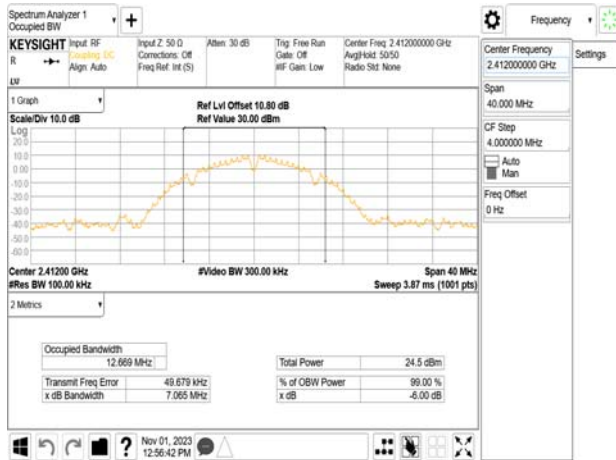 Spectrum Analyzer 1
Occupied BW
Frequency
KEYSIGHT
R
Input: RF
Coupling: DC
Align: Auto
Input Z: 50 Ω
Corrections: Off
Freq Ref: Int (S)
Atten: 30 dB
Trig: Free Run
Gate: Off
#IF Gain: Low
Center Freq: 2.412000000 GHz
Avg|Hold: 50/50
Radio Std: None
Center Frequency
2.412000000 GHz
Settings
Span
40.000 MHz
CF Step
4.000000 MHz
Auto
Man
Freq Offset
0 Hz
1 Graph
Scale/Div 10.0 dB
Ref Lvl Offset 10.80 dB
Ref Value 30.00 dBm
Log
20.0
10.0
0.00
-10.0
-20.0
-30.0
-40.0
-50.0
-60.0
Center 2.41200 GHz
#Res BW 100.00 kHz
#Video BW 300.00 kHz
Span 40 MHz
Sweep 3.87 ms (1001 pts)
2 Metrics
Occupied Bandwidth
12.669 MHz
Total Power 24.5 dBm
Transmit Freq Error 49.679 kHz
% of OBW Power 99.00 %
x dB Bandwidth 7.065 MHz
x dB -6.00 dB
?
Nov 01, 2023
12:56:42 PM